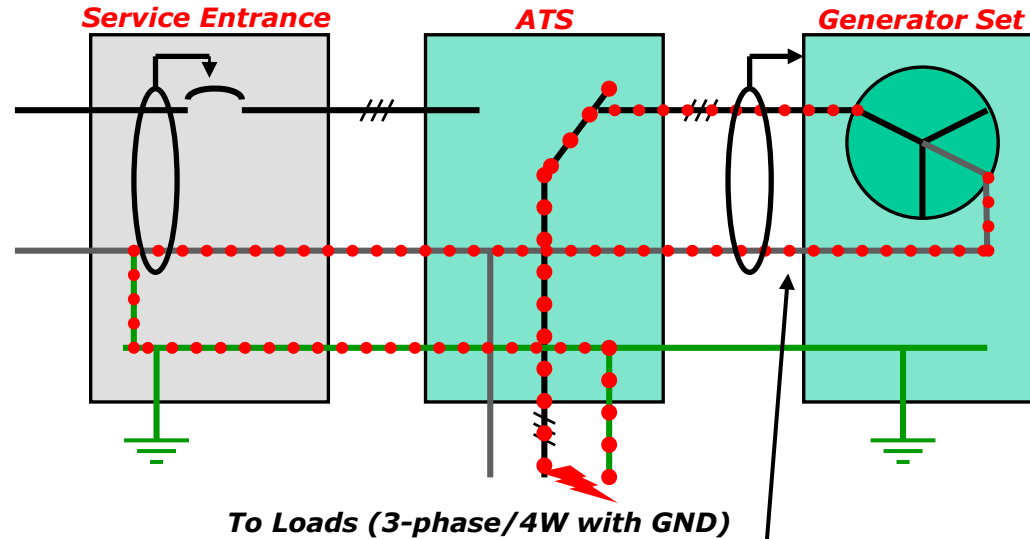 Service Entrance
ATS
Generator Set
To Loads (3-phase/4W with GND)